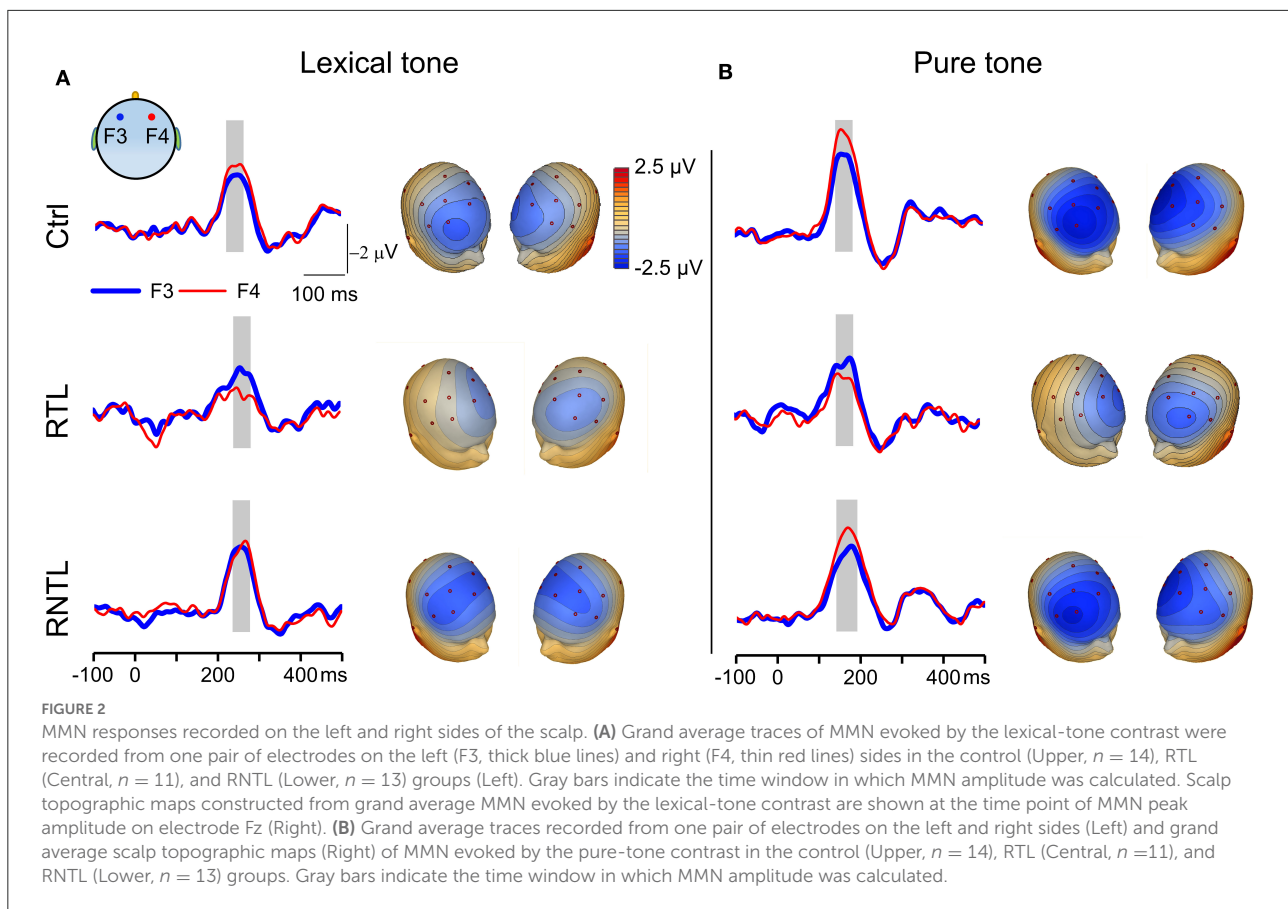 A
Lexical tone
B
Pure tone
F3 F4
2.5 µV
-2.5 µV
Ctrl
−2 µV
100 ms
F3 F4
RTL
RNTL
-100 0 200 400 ms
-100 0 200 400 ms
FIGURE 2
MMN responses recorded on the left and right sides of the scalp. (A) Grand average traces of MMN evoked by the lexical-tone contrast were
recorded from one pair of electrodes on the left (F3, thick blue lines) and right (F4, thin red lines) sides in the control (Upper, n = 14), RTL
(Central, n = 11), and RNTL (Lower, n = 13) groups (Left). Gray bars indicate the time window in which MMN amplitude was calculated. Scalp
topographic maps constructed from grand average MMN evoked by the lexical-tone contrast are shown at the time point of MMN peak
amplitude on electrode Fz (Right). (B) Grand average traces recorded from one pair of electrodes on the left and right sides (Left) and grand
average scalp topographic maps (Right) of MMN evoked by the pure-tone contrast in the control (Upper, n = 14), RTL (Central, n =11), and
RNTL (Lower, n = 13) groups. Gray bars indicate the time window in which MMN amplitude was calculated.